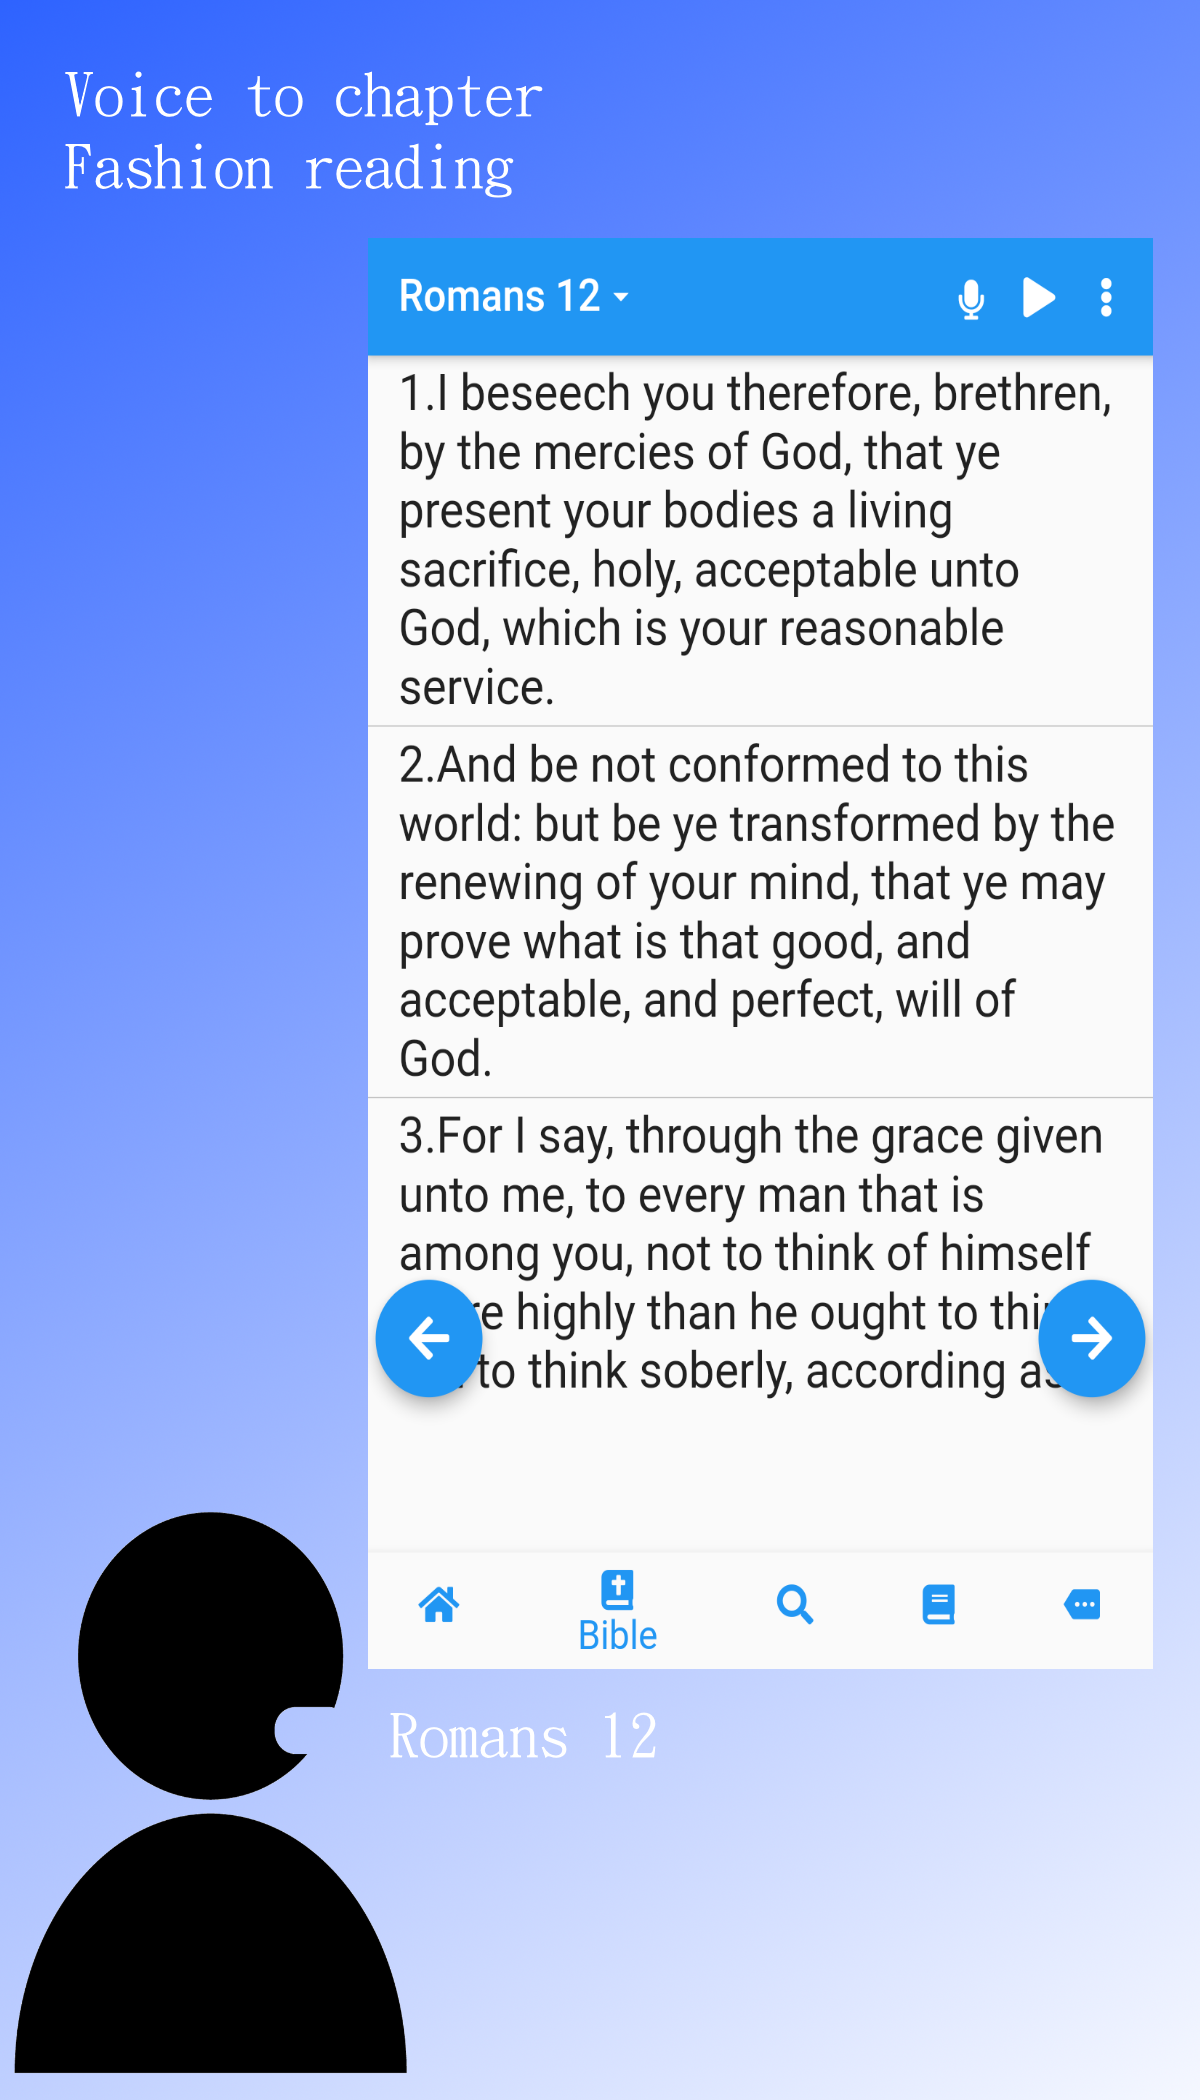 Voice to chapter
Fashion reading
Romans 12
1.I beseech you therefore, brethren,
by the mercies of God, that ye
present your bodies a living
sacrifice, holy, acceptable unto
God, which is your reasonable
service.
2.And be not conformed to this
world: but be ye transformed by the
renewing of your mind, that ye may
prove what is that good, and
acceptable, and perfect, will of
God.
3.For I say, through the grace given
unto me, to every man that is
among you, not to think of himself
highly than he ought to
to think soberly, according as
Bible
Romans 12